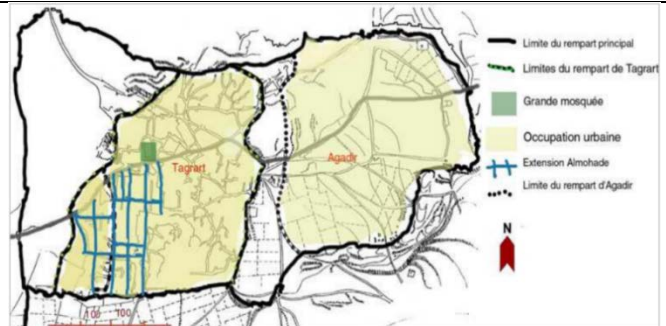 Limite du rempart principal
Limites du rempart de Tagrart
Grande mosquée
Occupation urbaine
Extension Almohade
Limite du rempart d'Agadir
N
Tagrart
Agadir
100 100